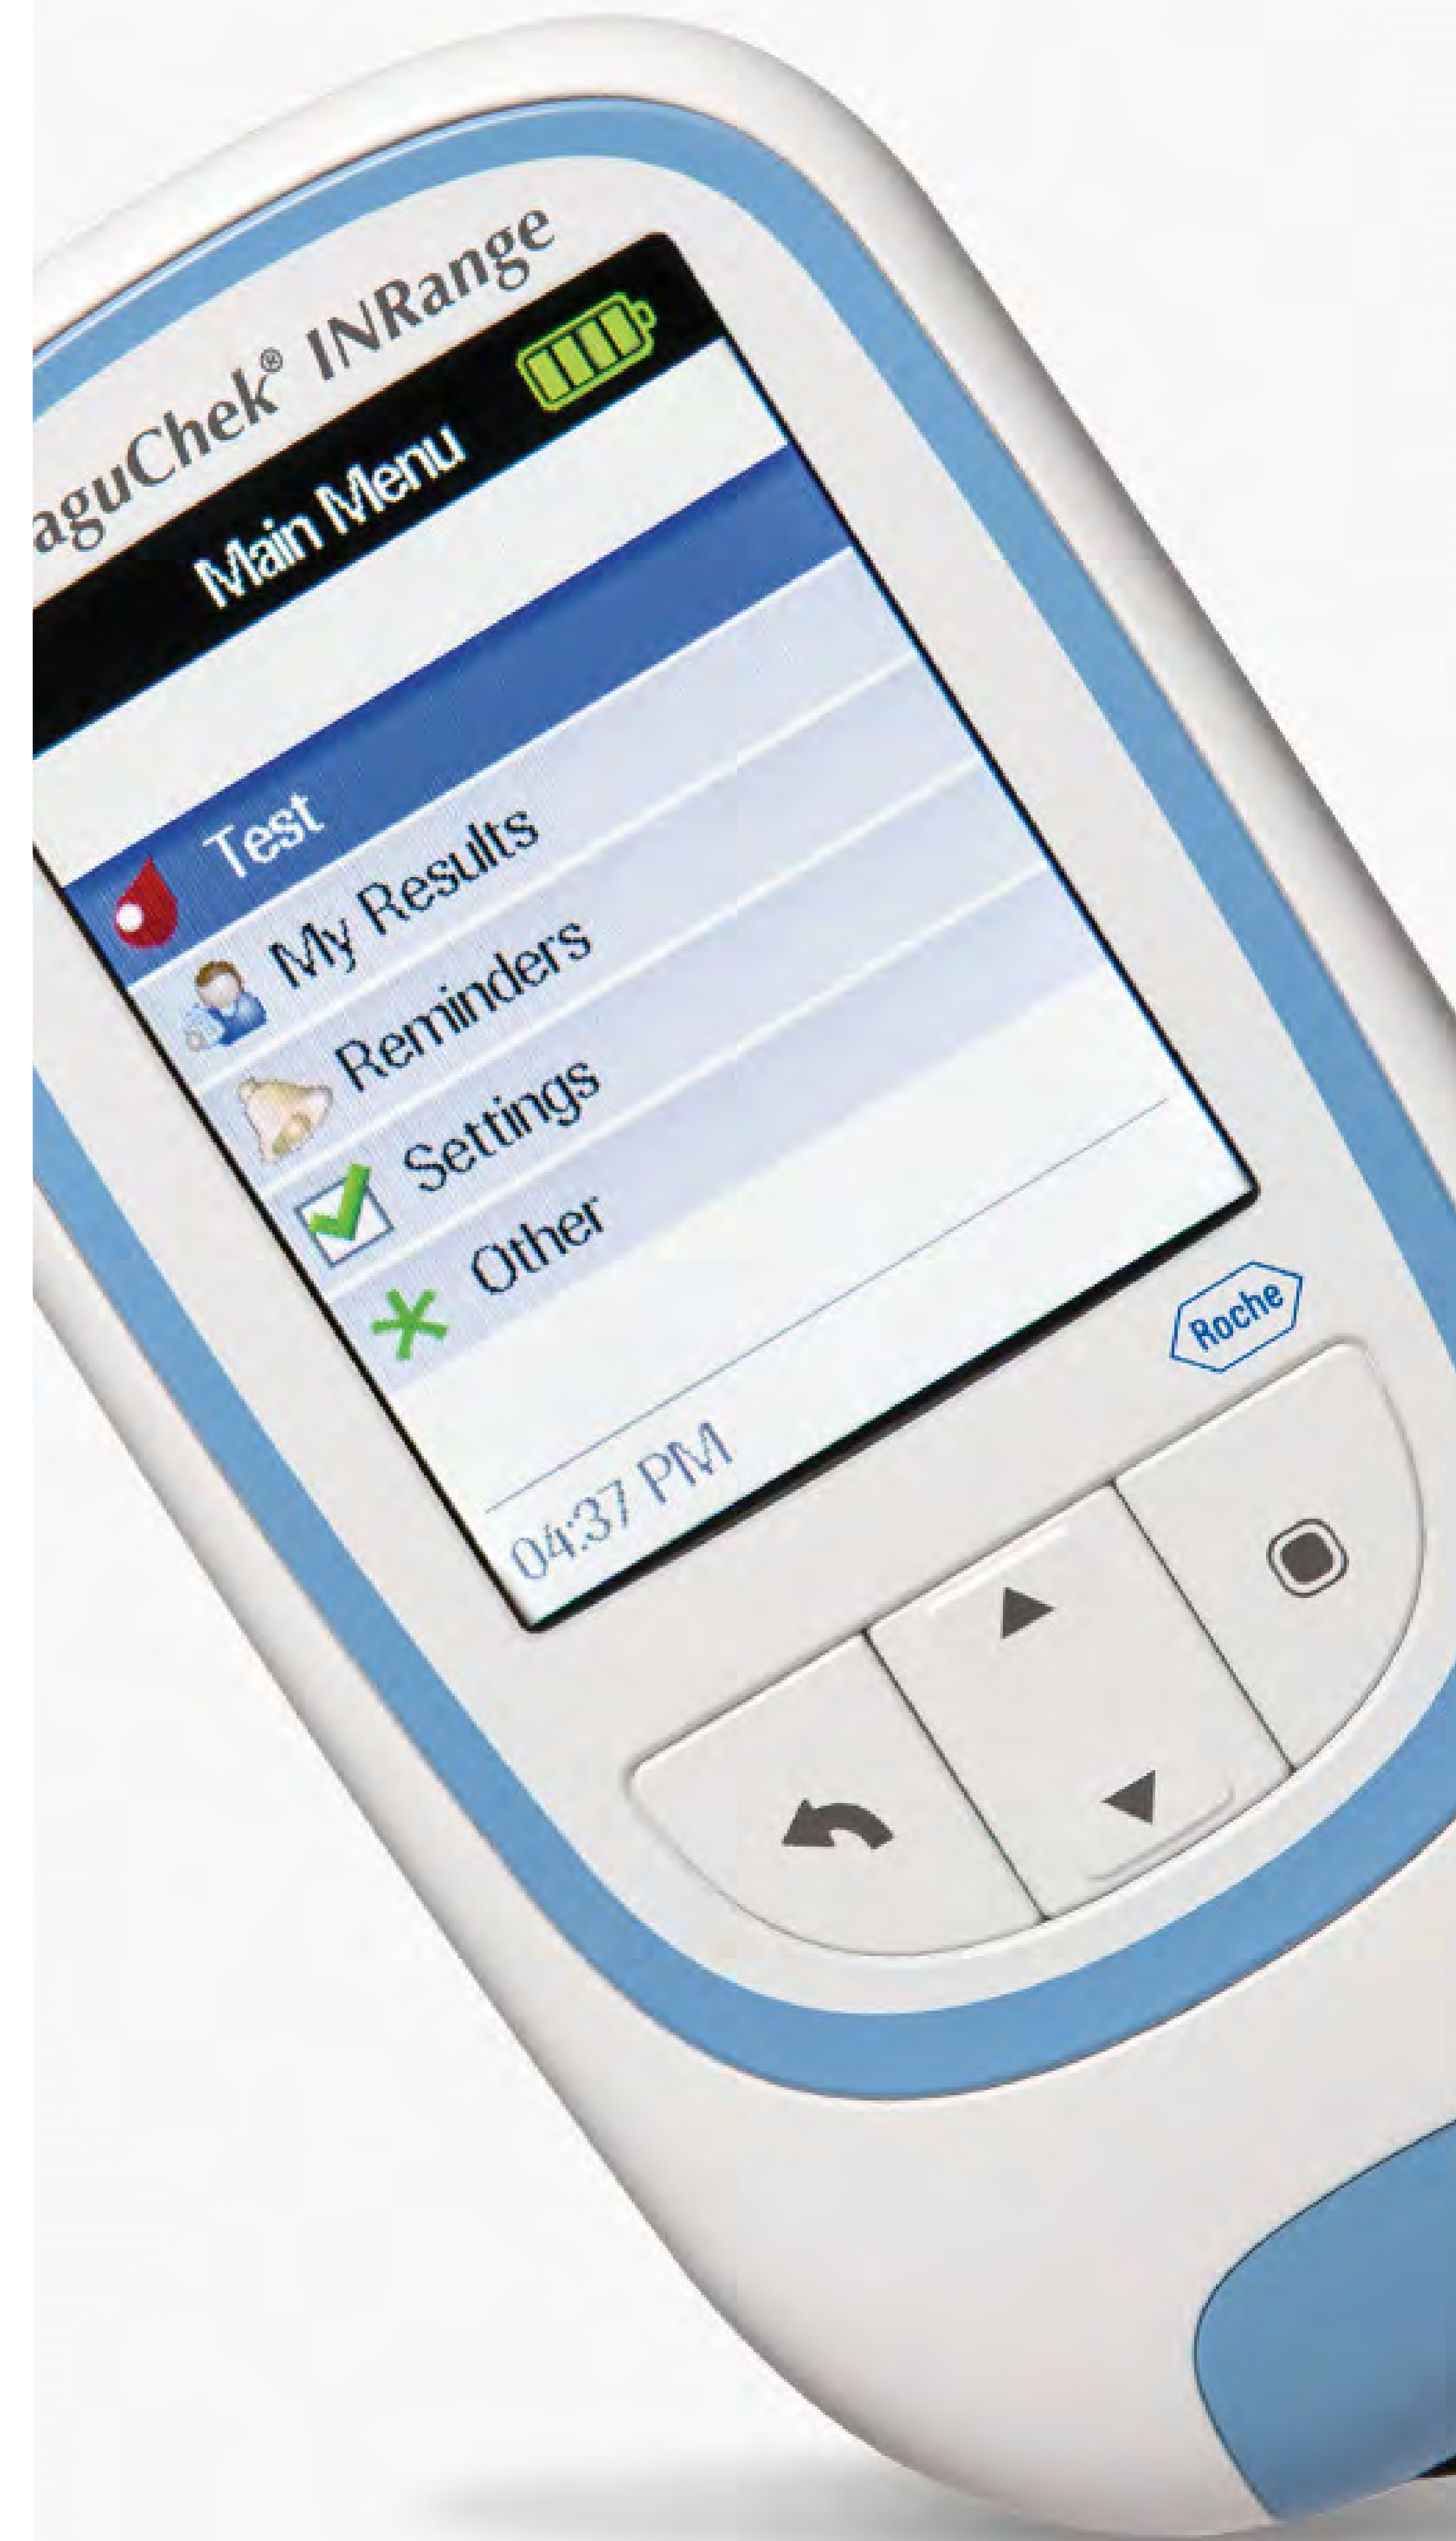 aguChek® INRange
Main Menu
Test
My Results
Reminders
Settings
Other
04:37 PM
Roche